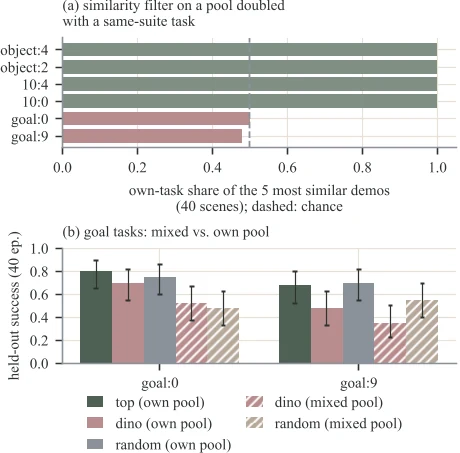 (a) similarity filter on a pool doubled
with a same-suite task
object:4
object:2
10:4
10:0
goal:0
goal:9
0.0 0.2 0.4 0.6 0.8 1.0
own-task share of the 5 most similar demos
(40 scenes); dashed: chance
(b) goal tasks: mixed vs. own pool
held-out success (40 ep.)
1.0
0.8
0.6
0.4
0.2
0.0
goal:0 goal:9
top (own pool)
dino (own pool)
random (own pool)
dino (mixed pool)
random (mixed pool)